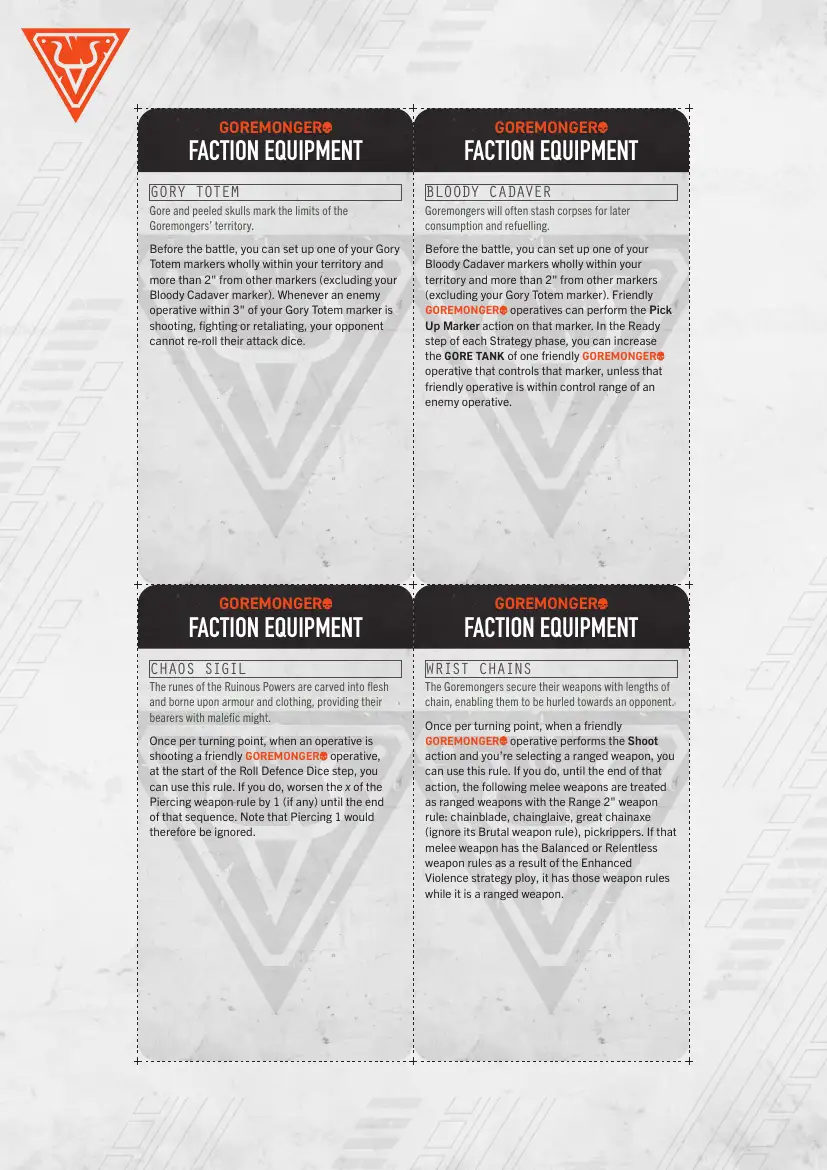 GOREMONGER
FACTION EQUIPMENT
GORY TOTEM
Gore and peeled skulls mark the limits of the
Goremongers' territory.
Before the battle, you can set up one of your Gory
Totem markers wholly within your territory and
more than 2" from other markers (excluding your
Bloody Cadaver marker). Whenever an enemy
operative within 3" of your Gory Totem marker is
shooting, fighting or retaliating, your opponent
cannot re-roll their attack dice.
GOREMONGER
FACTION EQUIPMENT
BLOODY CADAVER
Goremongers will often stash corpses for later
consumption and refuelling.
Before the battle, you can set up one of your
Bloody Cadaver markers wholly within your
territory and more than 2" from other markers
(excluding your Gory Totem marker). Friendly
GOREMONGER operatives can perform the Pick
Up Marker action on that marker. In the Ready
step of each Strategy phase, you can increase
the GORE TANK of one friendly GOREMONGER
operative that controls that marker, unless that
friendly operative is within control range of an
enemy operative.
GOREMONGER
FACTION EQUIPMENT
CHAOS SIGIL
The runes of the Ruinous Powers are carved into flesh
and borne upon armour and clothing, providing their
bearers with malefic might.
Once per turning point, when an operative is
shooting a friendly GOREMONGER operative,
at the start of the Roll Defence Dice step, you
can use this rule. If you do, worsen the x of the
Piercing weapon rule by 1 (if any) until the end
of that sequence. Note that Piercing 1 would
therefore be ignored.
GOREMONGER
FACTION EQUIPMENT
WRIST CHAINS
The Goremongers secure their weapons with lengths of
chain, enabling them to be hurled towards an opponent.
Once per turning point, when a friendly
GOREMONGER operative performs the Shoot
action and you're selecting a ranged weapon, you
can use this rule. If you do, until the end of that
action, the following melee weapons are treated
as ranged weapons with the Range 2" weapon
rule: chainblade, chainglaive, great chainaxe
(ignore its Brutal weapon rule), pickrippers. If that
melee weapon has the Balanced or Relentless
weapon rules as a result of the Enhanced
Violence strategy ploy, it has those weapon rules
while it is a ranged weapon.